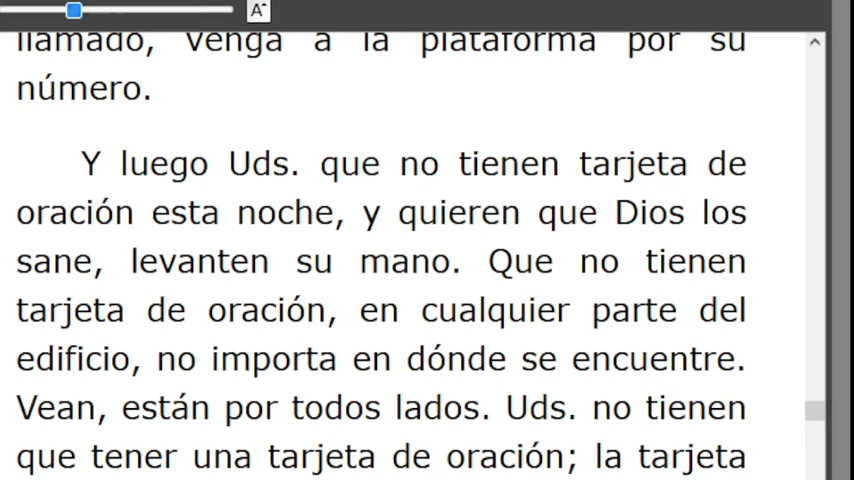 A
llamado, venga a la plataforma por su
número.
Y luego Uds. que no tienen tarjeta de
oración esta noche, y quieren que Dios los
sane, levanten su mano. Que no tienen
tarjeta de oración, en cualquier parte del
edificio, no importa en dónde se encuentre.
Vean, están por todos lados. Uds. no tienen
que tener una tarjeta de oración; la tarjeta